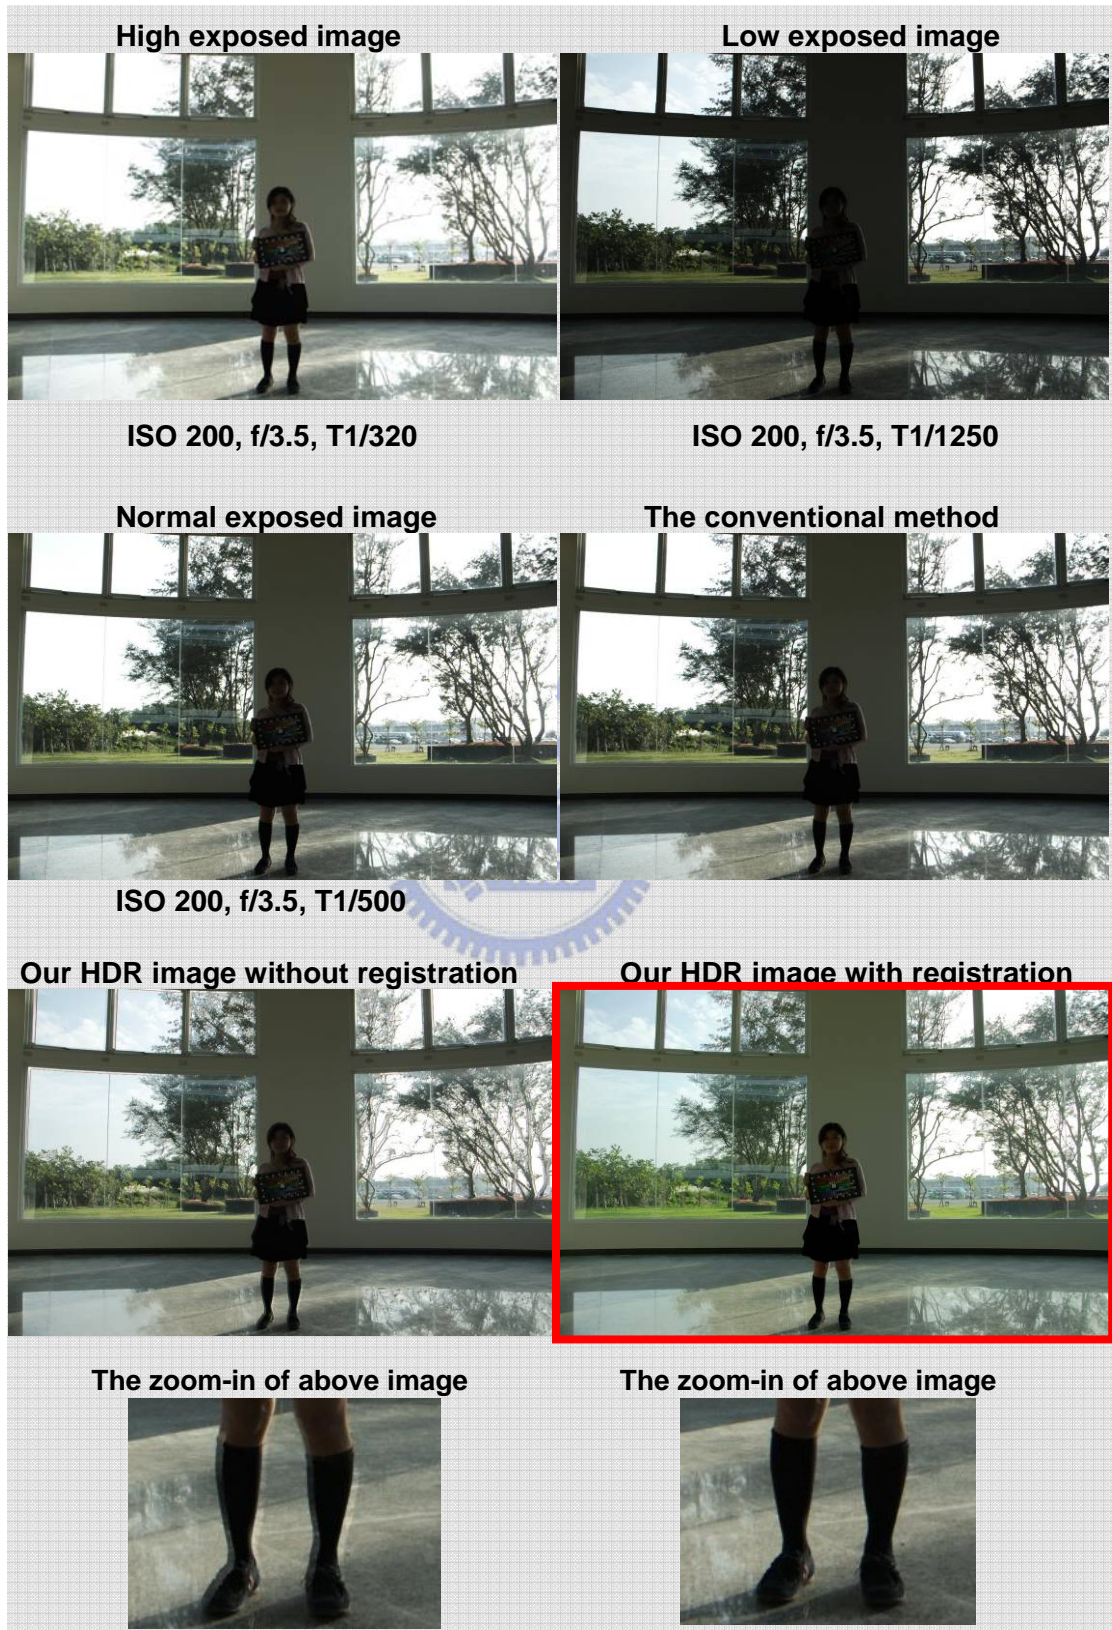 High exposed image
Low exposed image
ISO 200, f/3.5, T1/320
ISO 200, f/3.5, T1/1250
Normal exposed image
The conventional method
ISO 200, f/3.5, T1/500
Our HDR image without registration
Our HDR image with registration
The zoom-in of above image
The zoom-in of above image